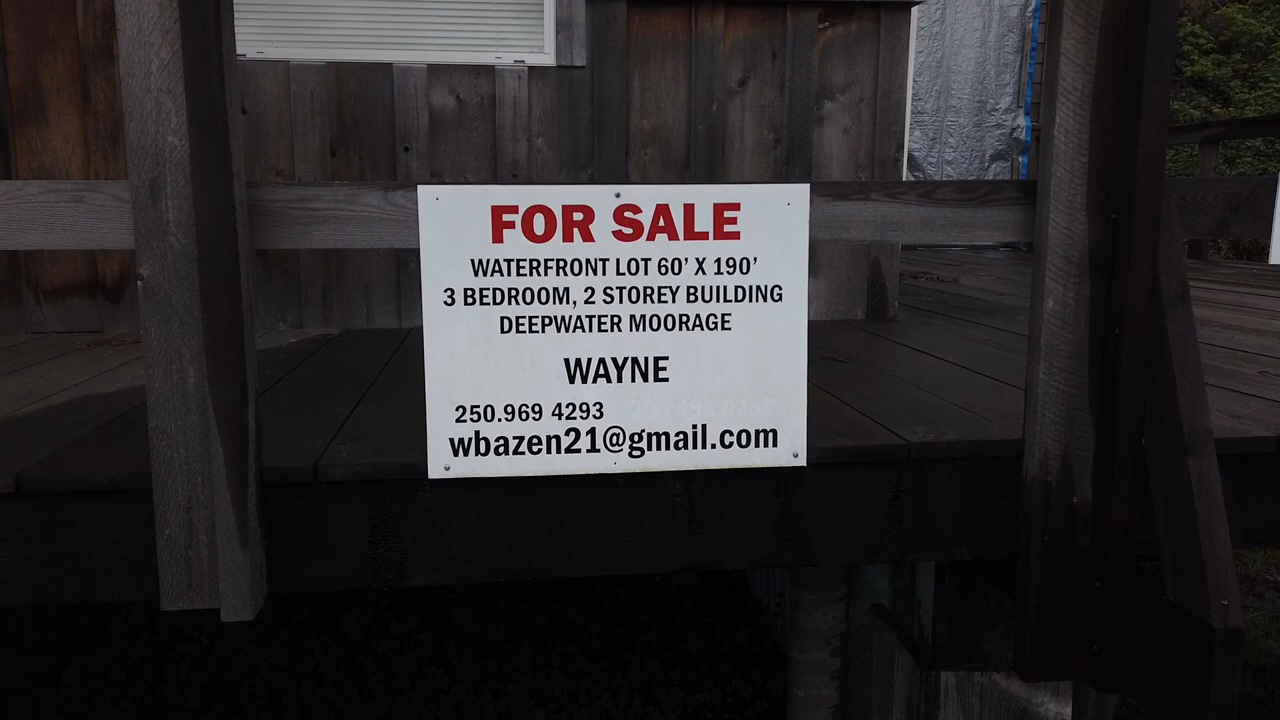 FOR SALE
WATERFRONT LOT 60' X 190'
3 BEDROOM, 2 STOREY BUILDING
DEEPWATER MOORAGE
WAYNE
250.969 4293
wbazen21@gmail.com